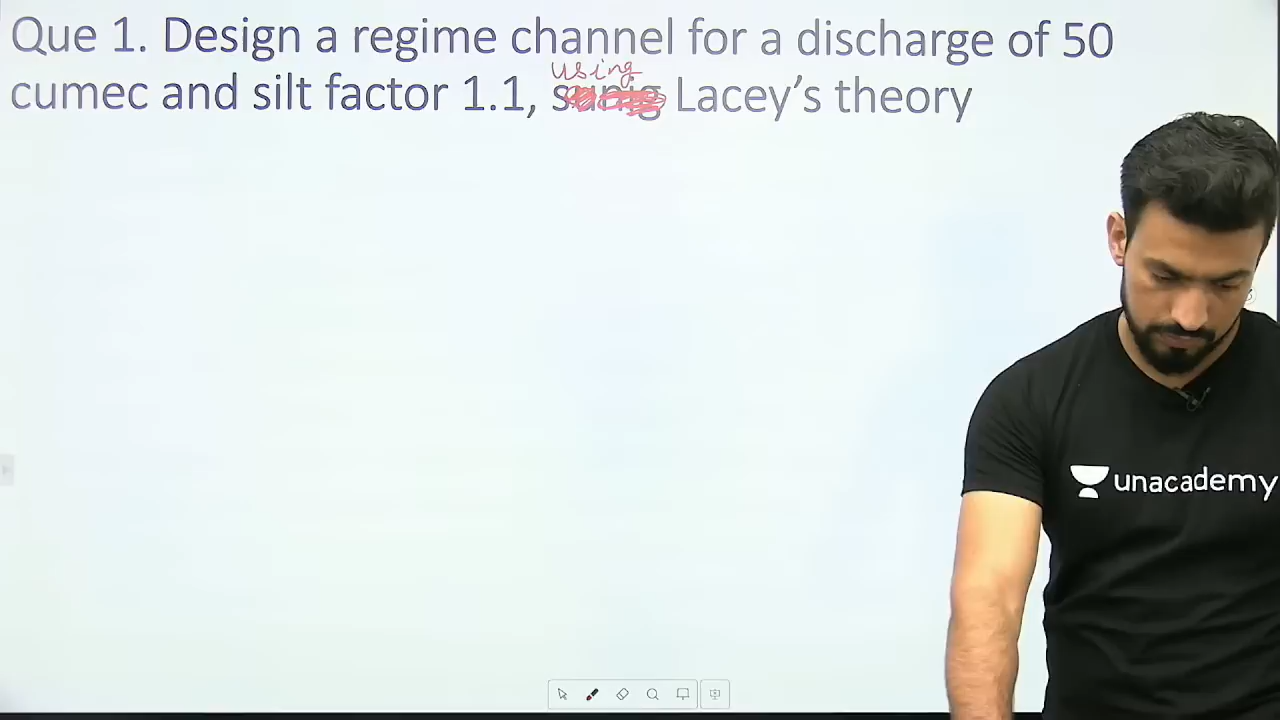 Que 1. Design a regime channel for a discharge of 50
using
cumec and silt factor 1.1, Lacey's theory
unacademy